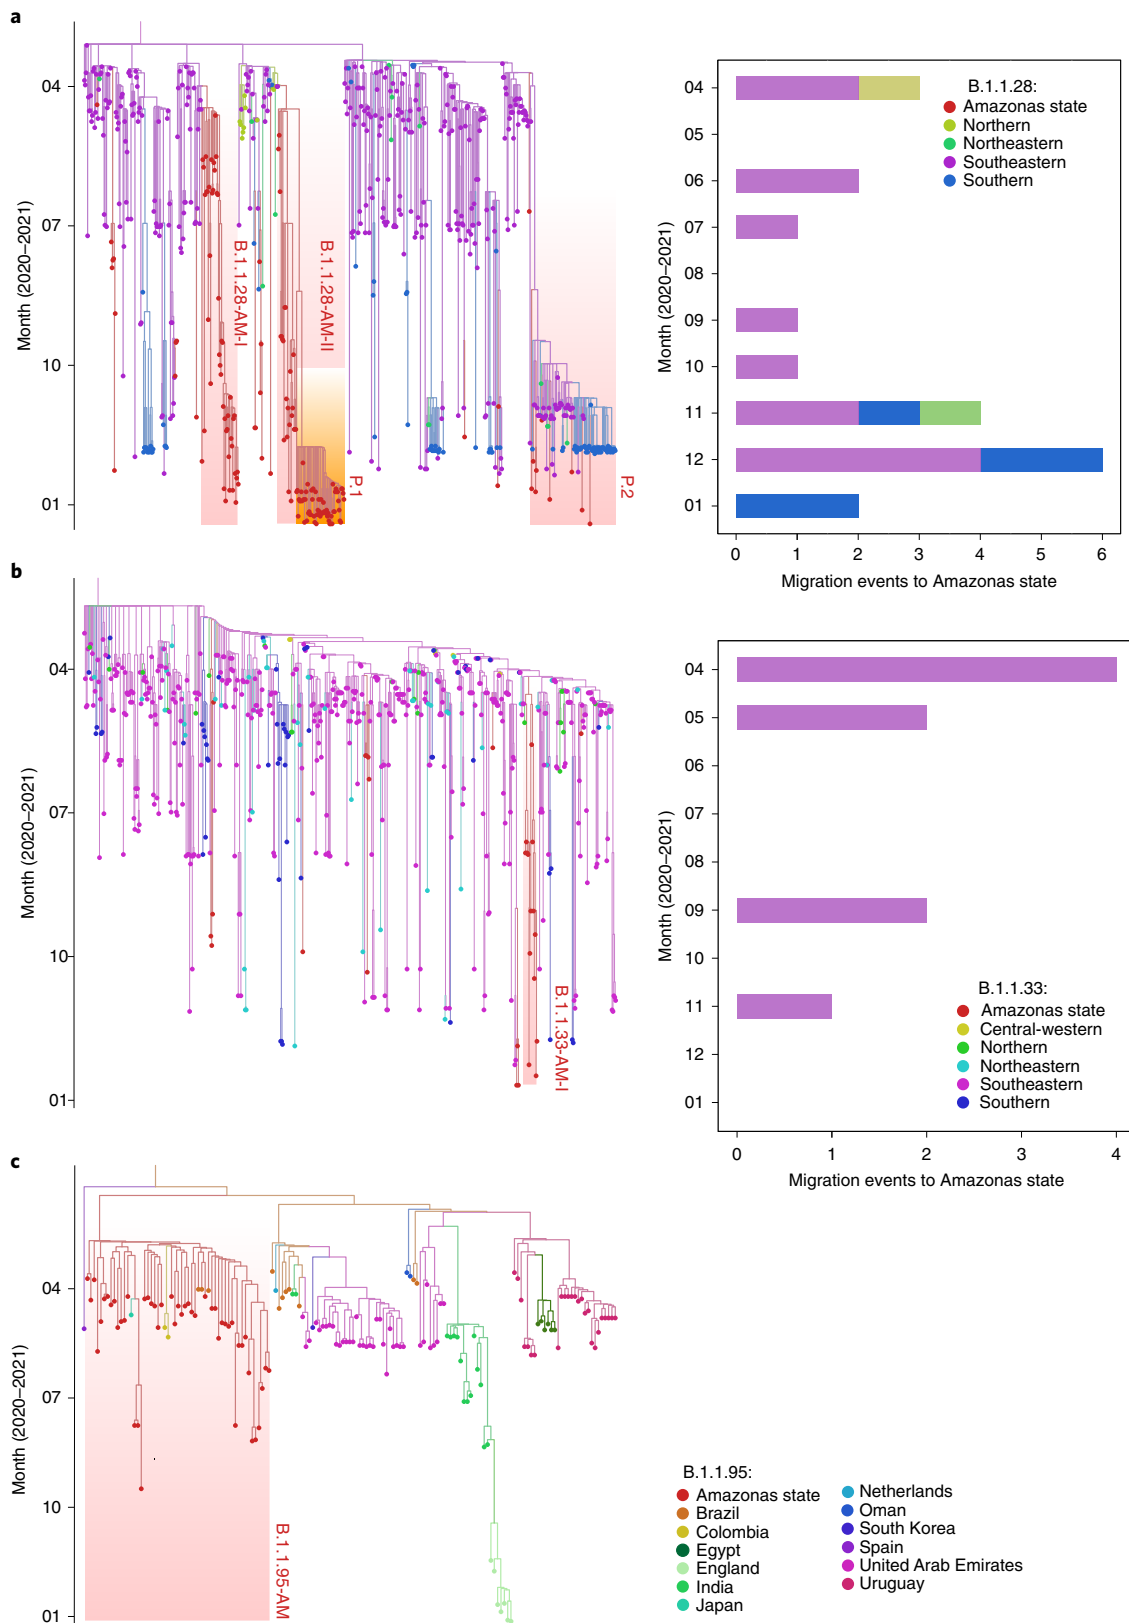 a
04
07
10
01
Month (2020–2021)
B.1.1.28-AM-I
B.1.1.28-AM-II
P.1
P.2
04
05
06
07
08
09
10
11
12
01
Month (2020–2021)
0 1 2 3 4 5 6
Migration events to Amazonas state
B.1.1.28:
Amazonas state
Northern
Northeastern
Southeastern
Southern
b
04
07
10
01
Month (2020–2021)
B.1.1.33-AM-I
04
05
06
07
08
09
10
11
12
01
Month (2020–2021)
0 1 2 3 4
Migration events to Amazonas state
B.1.1.33:
Amazonas state
Central-western
Northern
Northeastern
Southeastern
Southern
c
04
07
10
01
Month (2020–2021)
B.1.1.95-AM
B.1.1.95:
Amazonas state
Brazil
Colombia
Egypt
England
India
Japan
Netherlands
Oman
South Korea
Spain
United Arab Emirates
Uruguay